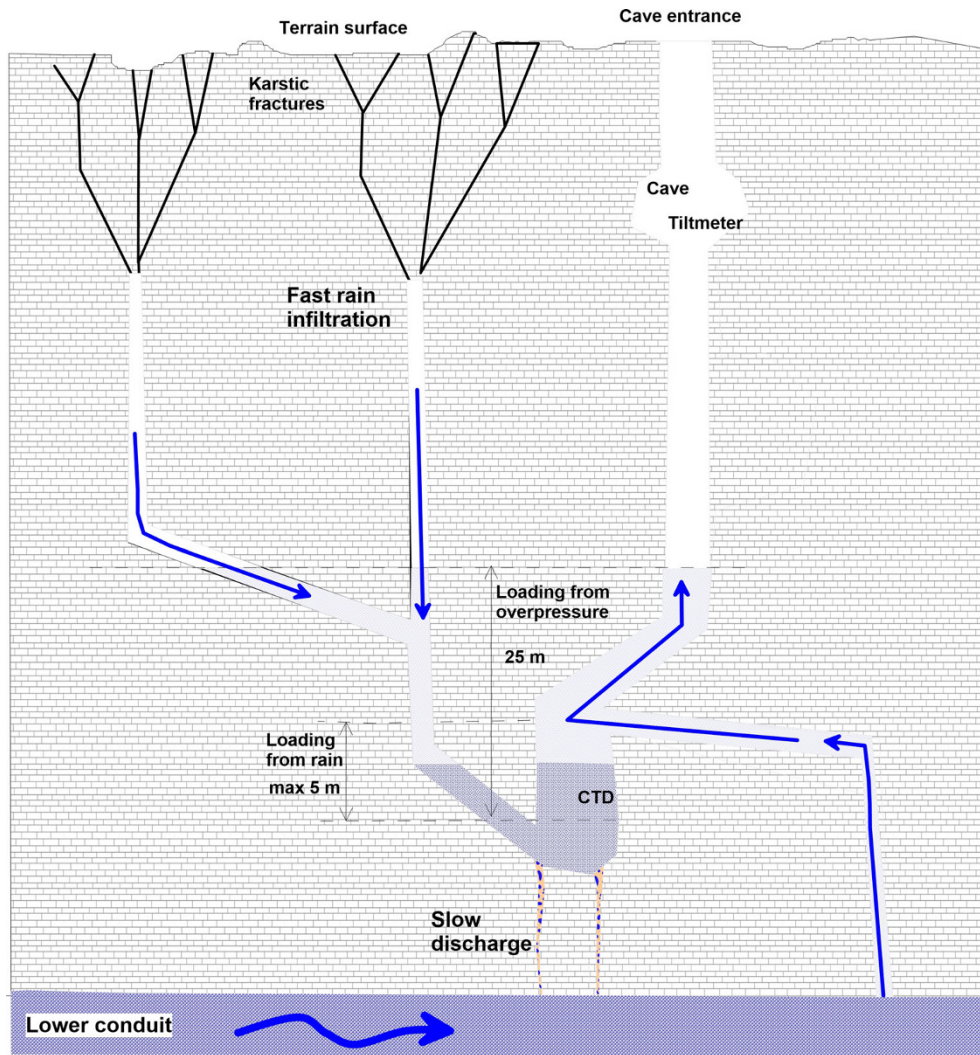 Cave entrance
Terrain surface
Karstic
fractures
Cave
Tiltmeter
Fast rain
infiltration
Loading from
overpressure
25 m
Loading
from rain
max 5 m
CTD
Slow
discharge
Lower conduit